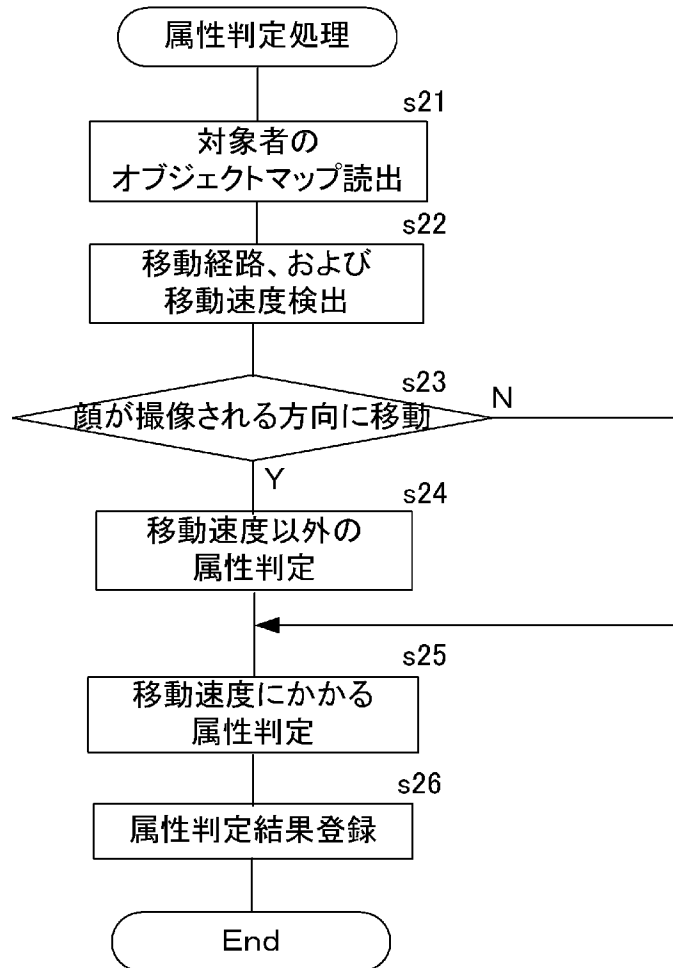 属性判定処理
s21
対象者の
オブジェクトマップ読出
s22
移動経路、および
移動速度検出
s23
顔が撮像される方向に移動
N
Y
s24
移動速度以外の
属性判定
s25
移動速度にかかる
属性判定
s26
属性判定結果登録
End